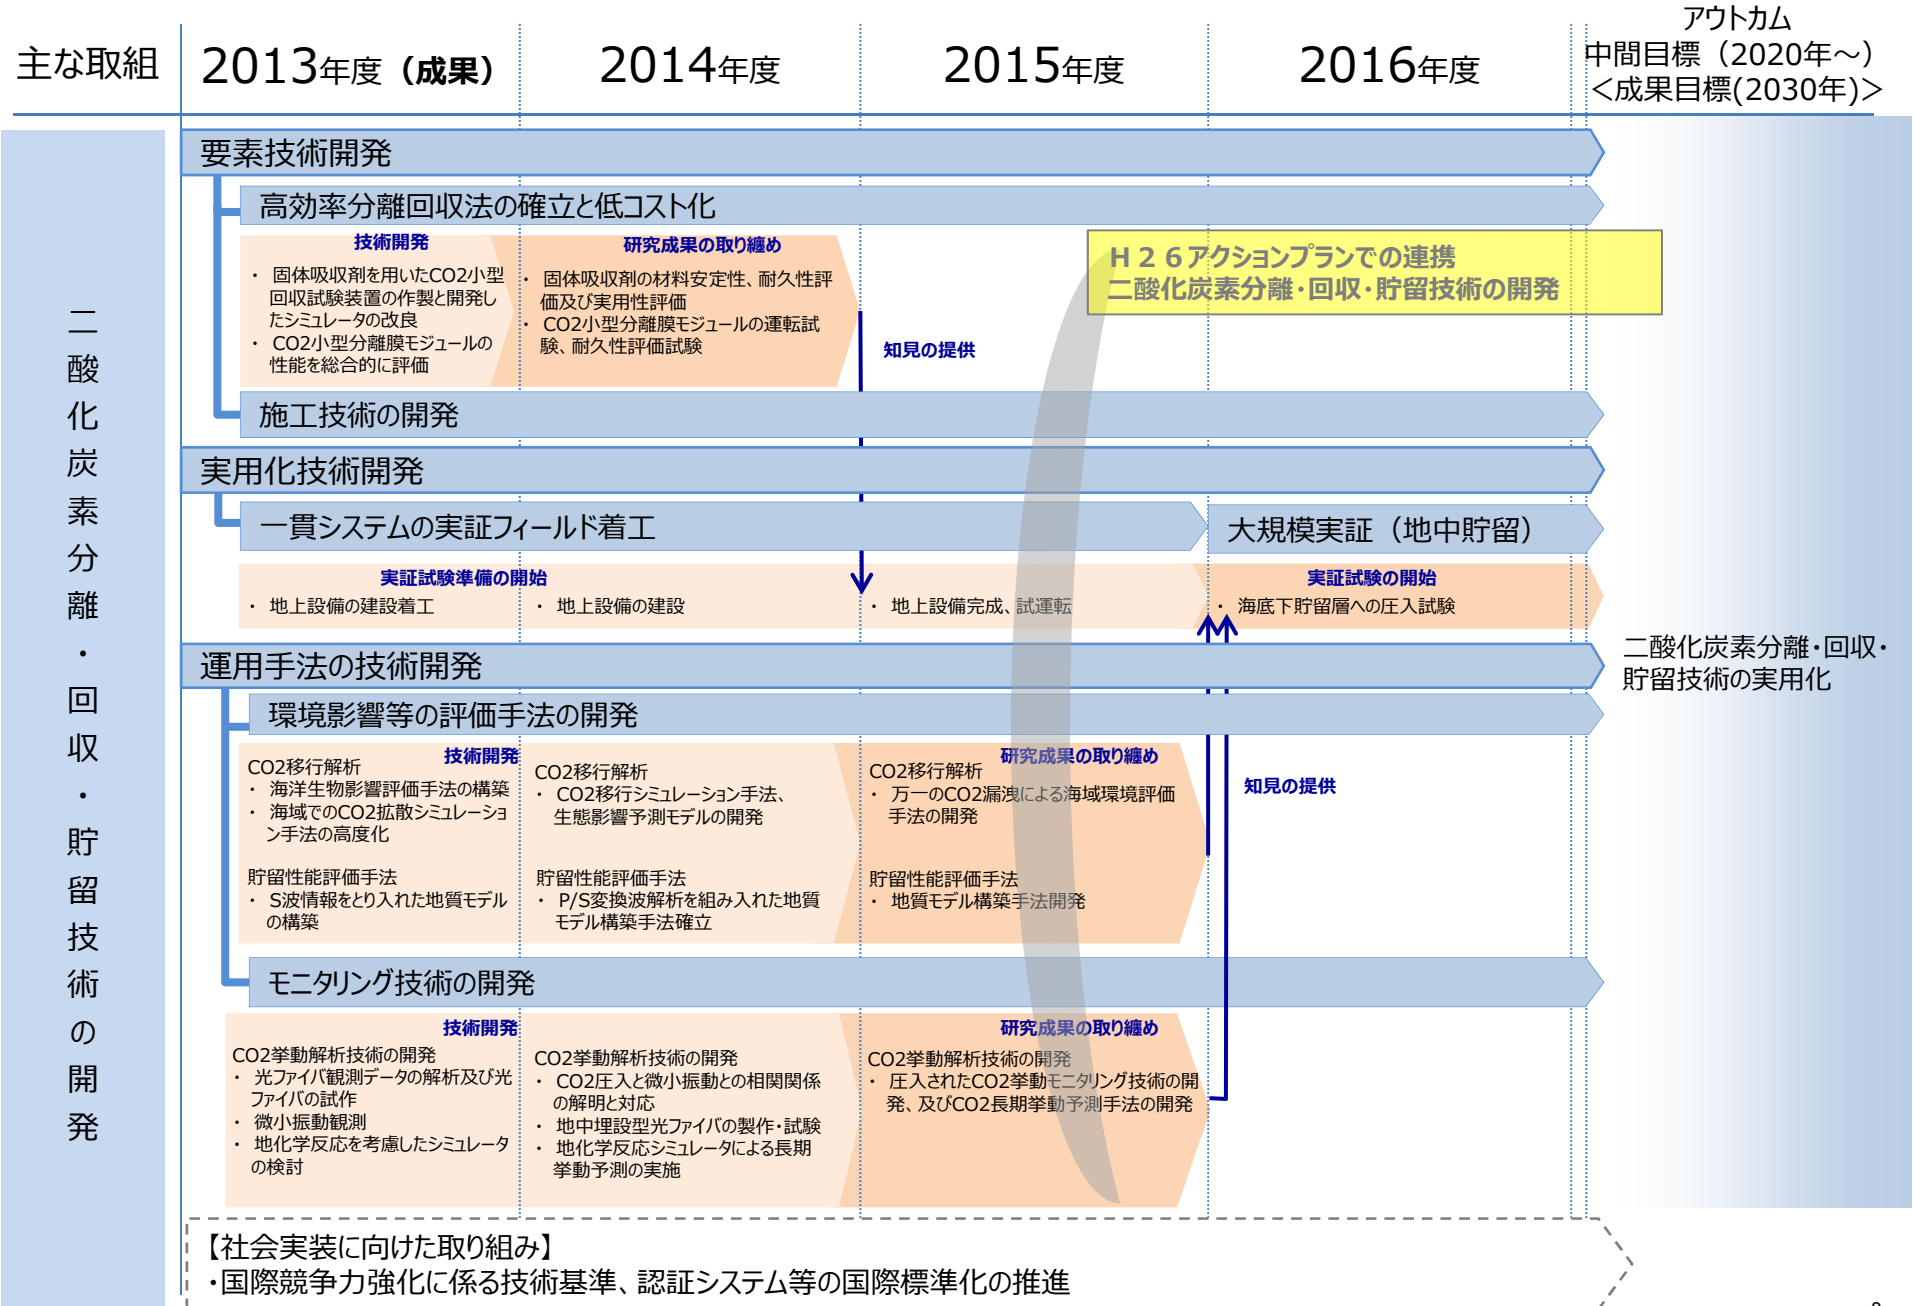 主な取組
2013年度（成果）
2014年度
2015年度
2016年度
アウトカム
中間目標（2020年～）
＜成果目標(2030年)＞
二酸化炭素分離・回収・貯留技術の開発
要素技術開発
高効率分離回収法の確立と低コスト化
技術開発
・ 固体吸収剤を用いたCO2小型
回収試験装置の作製と開発し
たシミュレータの改良
・ CO2小型分離膜モジュールの
性能を総合的に評価
研究成果の取り纏め
・ 固体吸収剤の材料安定性、耐久性評
価及び実用性評価
・ CO2小型分離膜モジュールの運転試
験、耐久性評価試験
知見の提供
H２６アクションプランでの連携
二酸化炭素分離・回収・貯留技術の開発
施工技術の開発
実用化技術開発
一貫システムの実証フィールド着工
大規模実証（地中貯留）
実証試験準備の開始
・ 地上設備の建設着工
・ 地上設備の建設
・ 地上設備完成、試運転
実証試験の開始
・ 海底下貯留層への圧入試験
運用手法の技術開発
二酸化炭素分離・回収・
貯留技術の実用化
環境影響等の評価手法の開発
技術開発
CO2移行解析
・ 海洋生物影響評価手法の構築
・ 海域でのCO2拡散シミュレーショ
ン手法の高度化
貯留性能評価手法
・ S波情報をとり入れた地質モデル
の構築
CO2移行解析
・ CO2移行シミュレーション手法、
生態影響予測モデルの開発
貯留性能評価手法
・ P/S変換波解析を組み入れた地質
モデル構築手法確立
研究成果の取り纏め
CO2移行解析
・ 万一のCO2漏洩による海域環境評価
手法の開発
貯留性能評価手法
・ 地質モデル構築手法開発
知見の提供
モニタリング技術の開発
技術開発
CO2挙動解析技術の開発
・ 光ファイバ観測データの解析及び光
ファイバの試作
・ 微小振動観測
・ 地化学反応を考慮したシミュレータ
の検討
CO2挙動解析技術の開発
・ CO2圧入と微小振動との相関関係
の解明と対応
・ 地中埋設型光ファイバの製作・試験
・ 地化学反応シミュレータによる長期
挙動予測の実施
研究成果の取り纏め
CO2挙動解析技術の開発
・ 圧入されたCO2挙動モニタリング技術の開
発、及びCO2長期挙動予測手法の開発
【社会実装に向けた取り組み】
・国際競争力強化に係る技術基準、認証システム等の国際標準化の推進